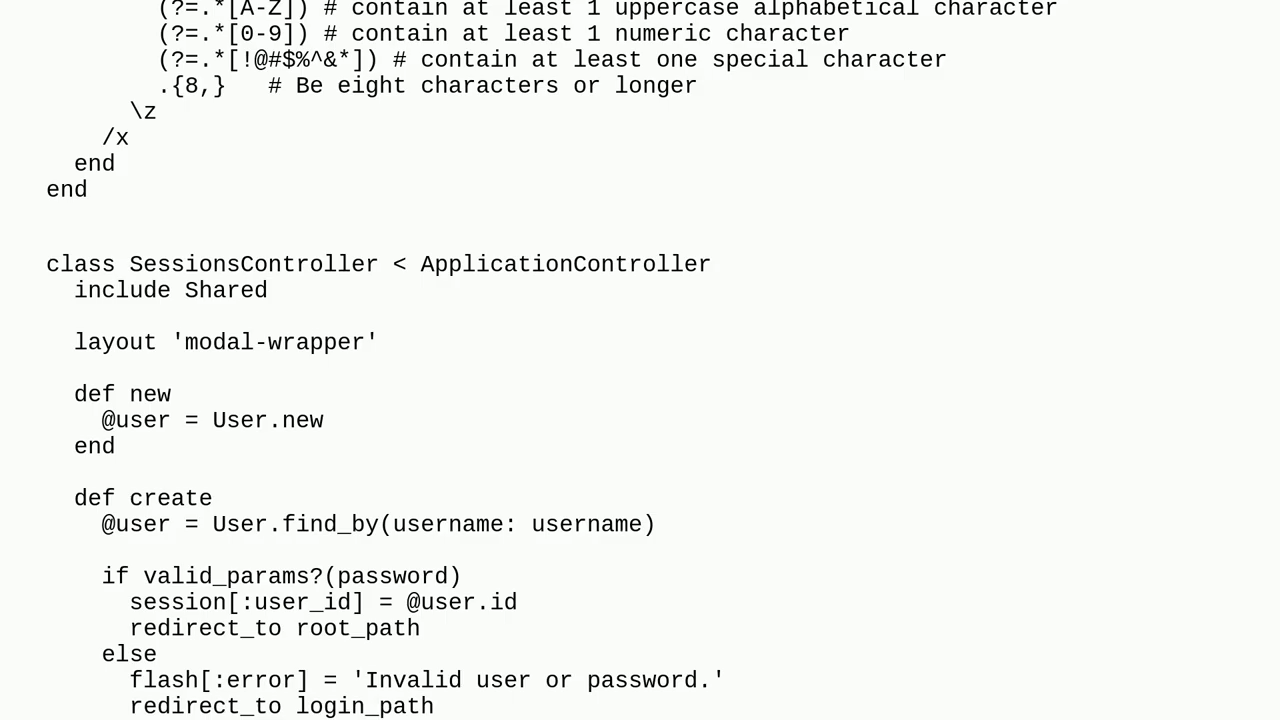 (?=.*[A-Z]) # contain at least 1 uppercase alphabetical character
(?=.*[0-9]) # contain at least 1 numeric character
(?=.*[!@#$%^&*]) # contain at least one special character
.{8,}   # Be eight characters or longer
\z
/x
end
end
class SessionsController < ApplicationController
include Shared
layout 'modal-wrapper'
def new
@user = User.new
end
def create
@user = User.find_by(username: username)
if valid_params?(password)
session[:user_id] = @user.id
redirect_to root_path
else
flash[:error] = 'Invalid user or password.'
redirect_to login_path